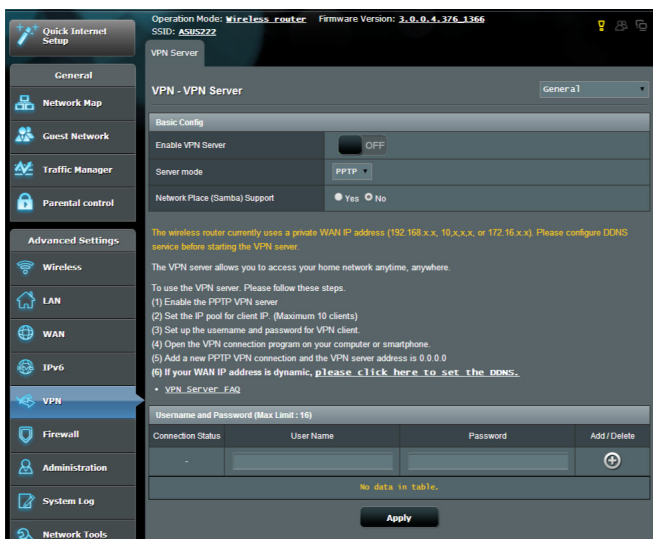 Operation Mode: Wireless router Firmware Version: 3.0.0.4.376_1366
SSID: ASUS222
Quick Internet
Setup
VPN Server
General
Network Map
Guest Network
Traffic Manager
Parental control
Advanced Settings
Wireless
LAN
WAN
IPv6
VPN
Firewall
Administration
System Log
Network Tools
VPN - VPN Server
General
Basic Config
Enable VPN Server
OFF
Server mode
PPTP
Network Place (Samba) Support
Yes No
The wireless router currently uses a private WAN IP address (192.168.x.x, 10,x,x,x, or 172.16.x.x). Please configure DDNS
service before starting the VPN server.
The VPN server allows you to access your home network anytime, anywhere.
To use the VPN server. Please follow these steps.
(1) Enable the PPTP VPN server
(2) Set the IP pool for client IP. (Maximum 10 clients)
(3) Set up the username and password for VPN client.
(4) Open the VPN connection program on your computer or smartphone.
(5) Add a new PPTP VPN connection and the VPN server address is 0.0.0.0
(6) If your WAN IP address is dynamic, please click here to set the DDNS.
• VPN Server FAQ
Username and Password (Max Limit : 16)
Connection Status User Name Password Add / Delete
-
No data in table.
Apply